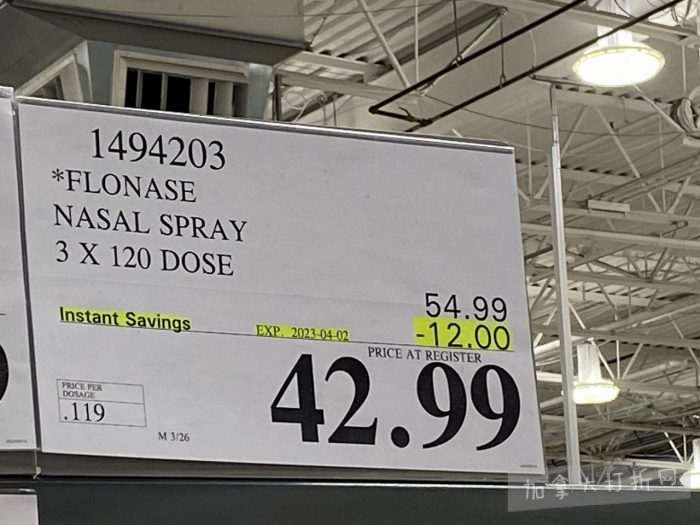 1494203
*FLONASE
NASAL SPRAY
3 X 120 DOSE
54.99
Instant Savings EXP. 2023-04-02 -12.00
PRICE AT REGISTER
42.99
PRICE PER
DOSAGE
.119
M 3/26
加拿大打折网